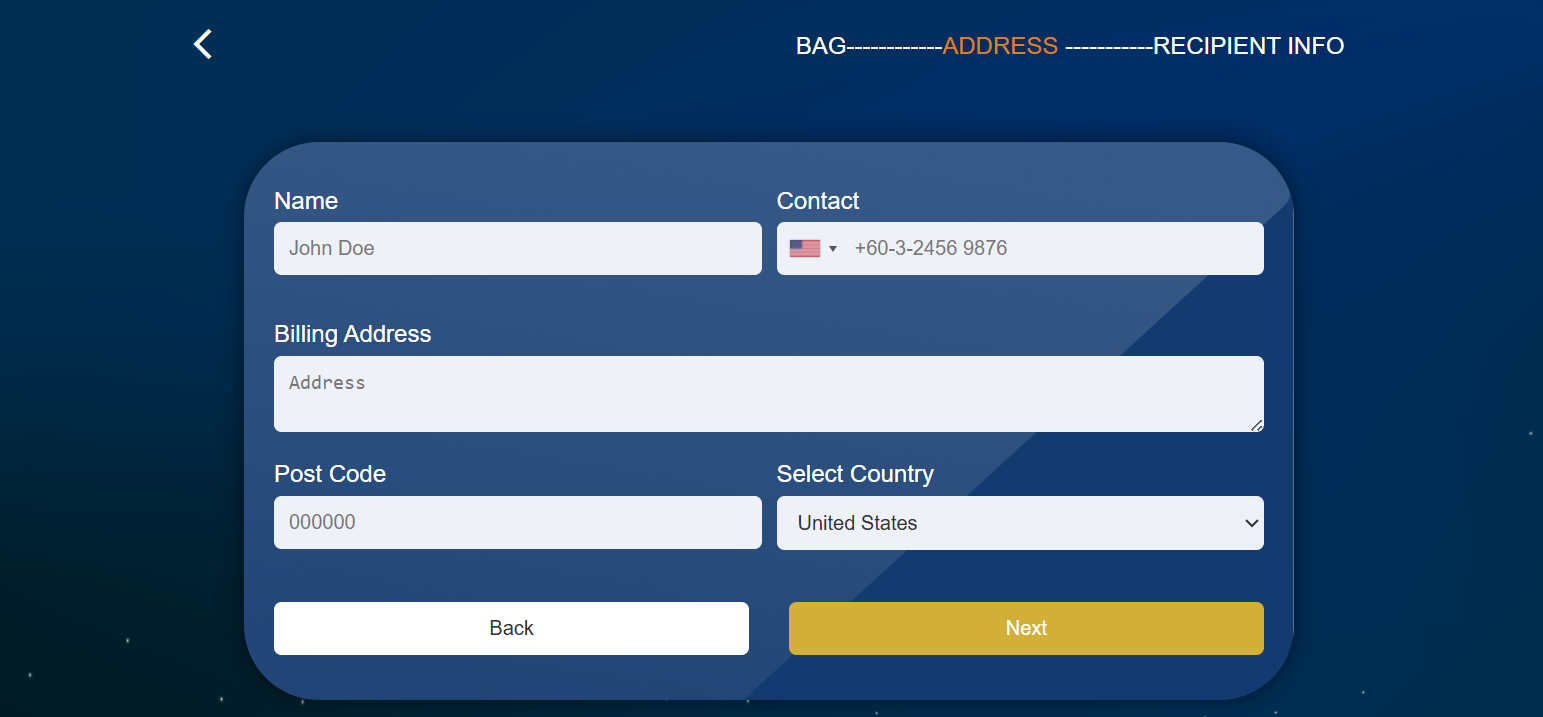 BAG------------ADDRESS -----------RECIPIENT INFO
Name
Contact
John Doe
+60-3-2456 9876
Billing Address
Address
Post Code
Select Country
000000
United States
Back
Next